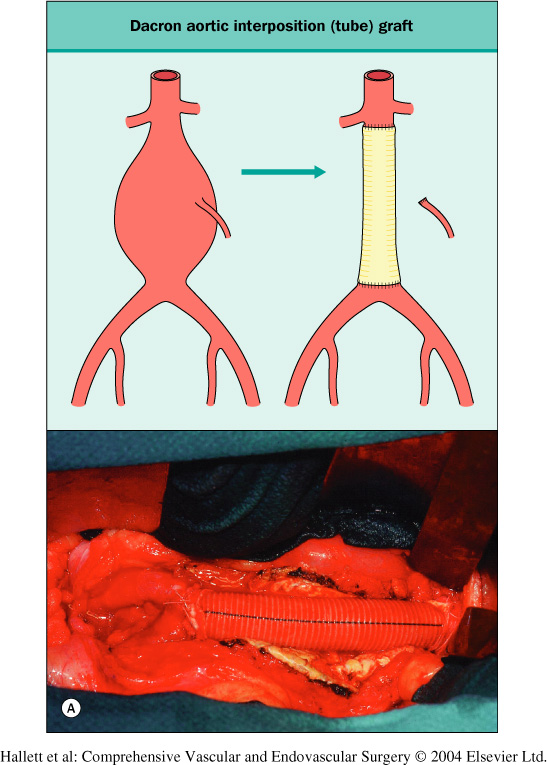 Dacron aortic interposition (tube) graft
A
Hallett et al: Comprehensive Vascular and Endovascular Surgery © 2004 Elsevier Ltd.